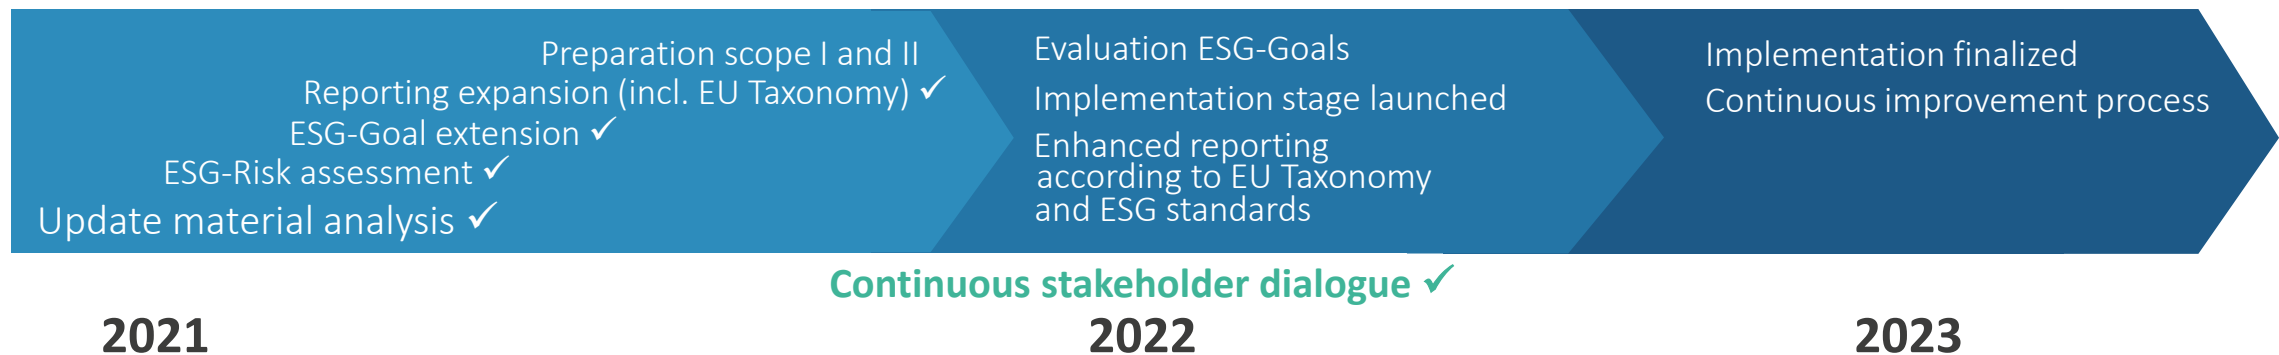 Preparation scope I and II
Reporting expansion (incl. EU Taxonomy) ✓
ESG-Goal extension ✓
ESG-Risk assessment ✓
Update material analysis ✓
Evaluation ESG-Goals
Implementation stage launched
Enhanced reporting
according to EU Taxonomy
and ESG standards
Implementation finalized
Continuous improvement process
Continuous stakeholder dialogue ✓
2021
2022
2023